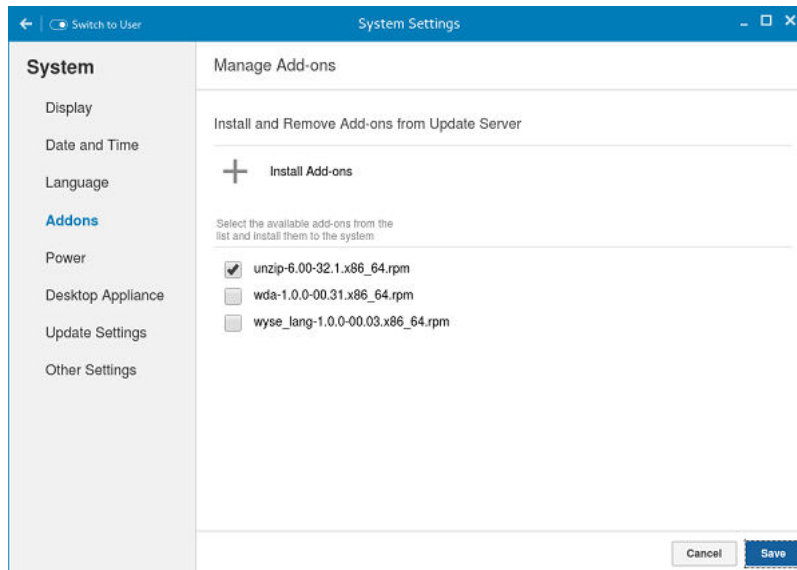 Switch to User
System Settings
System
Display
Date and Time
Language
Addons
Power
Desktop Appliance
Update Settings
Other Settings
Manage Add-ons
Install and Remove Add-ons from Update Server
Install Add-ons
Select the available add-ons from the
list and install them to the system
unzip-6.00-32.1.x86_64.rpm
wda-1.0.0-00.31.x86_64.rpm
wyse_lang-1.0.0-00.03.x86_64.rpm
Cancel
Save